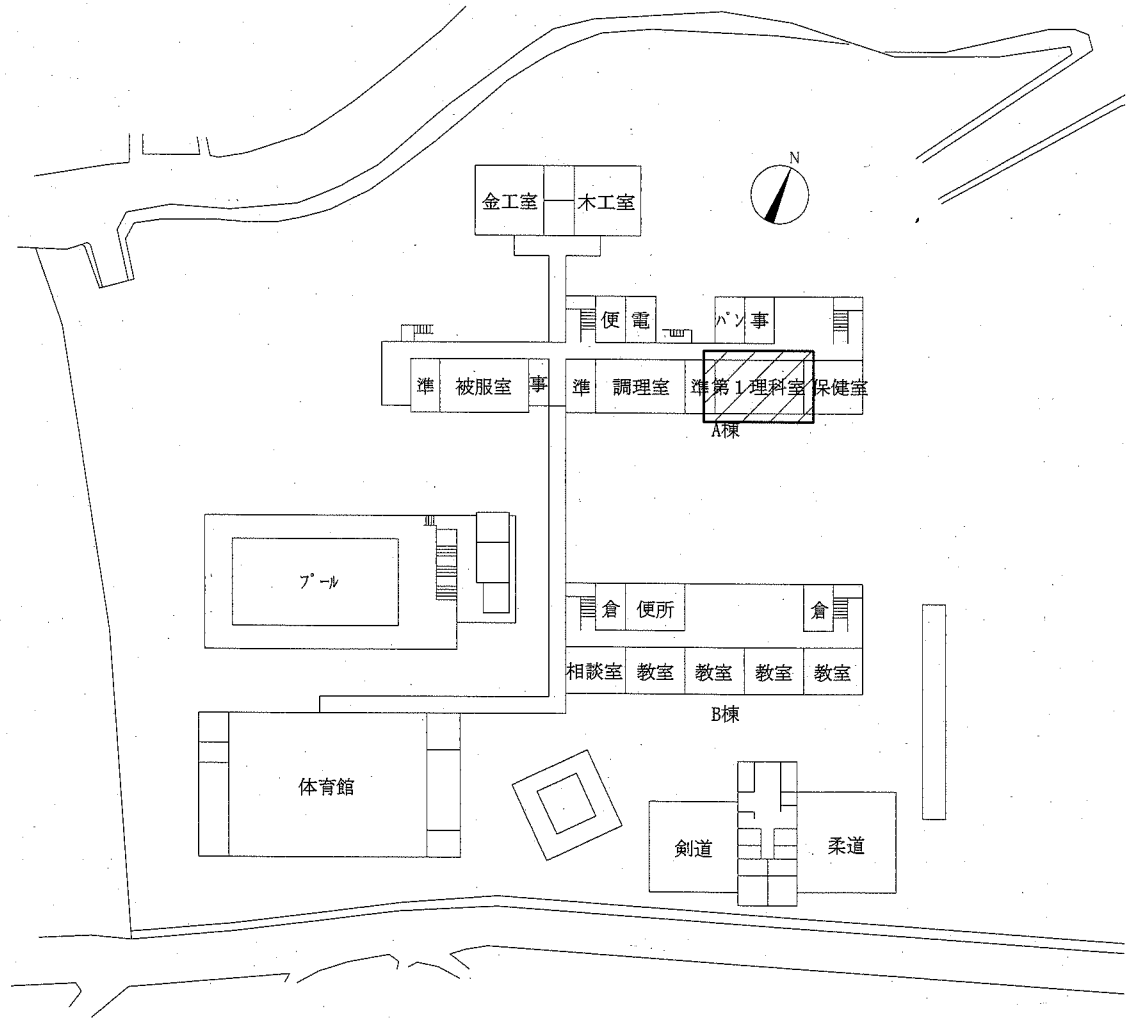 N
金工室 木工室
便 電 パン 事
準 被服室 事 準 調理室 準 第1理科室 保健室
A棟
プール
倉 便所 倉
相談室 教室 教室 教室 教室
B棟
体育館
剣道 柔道